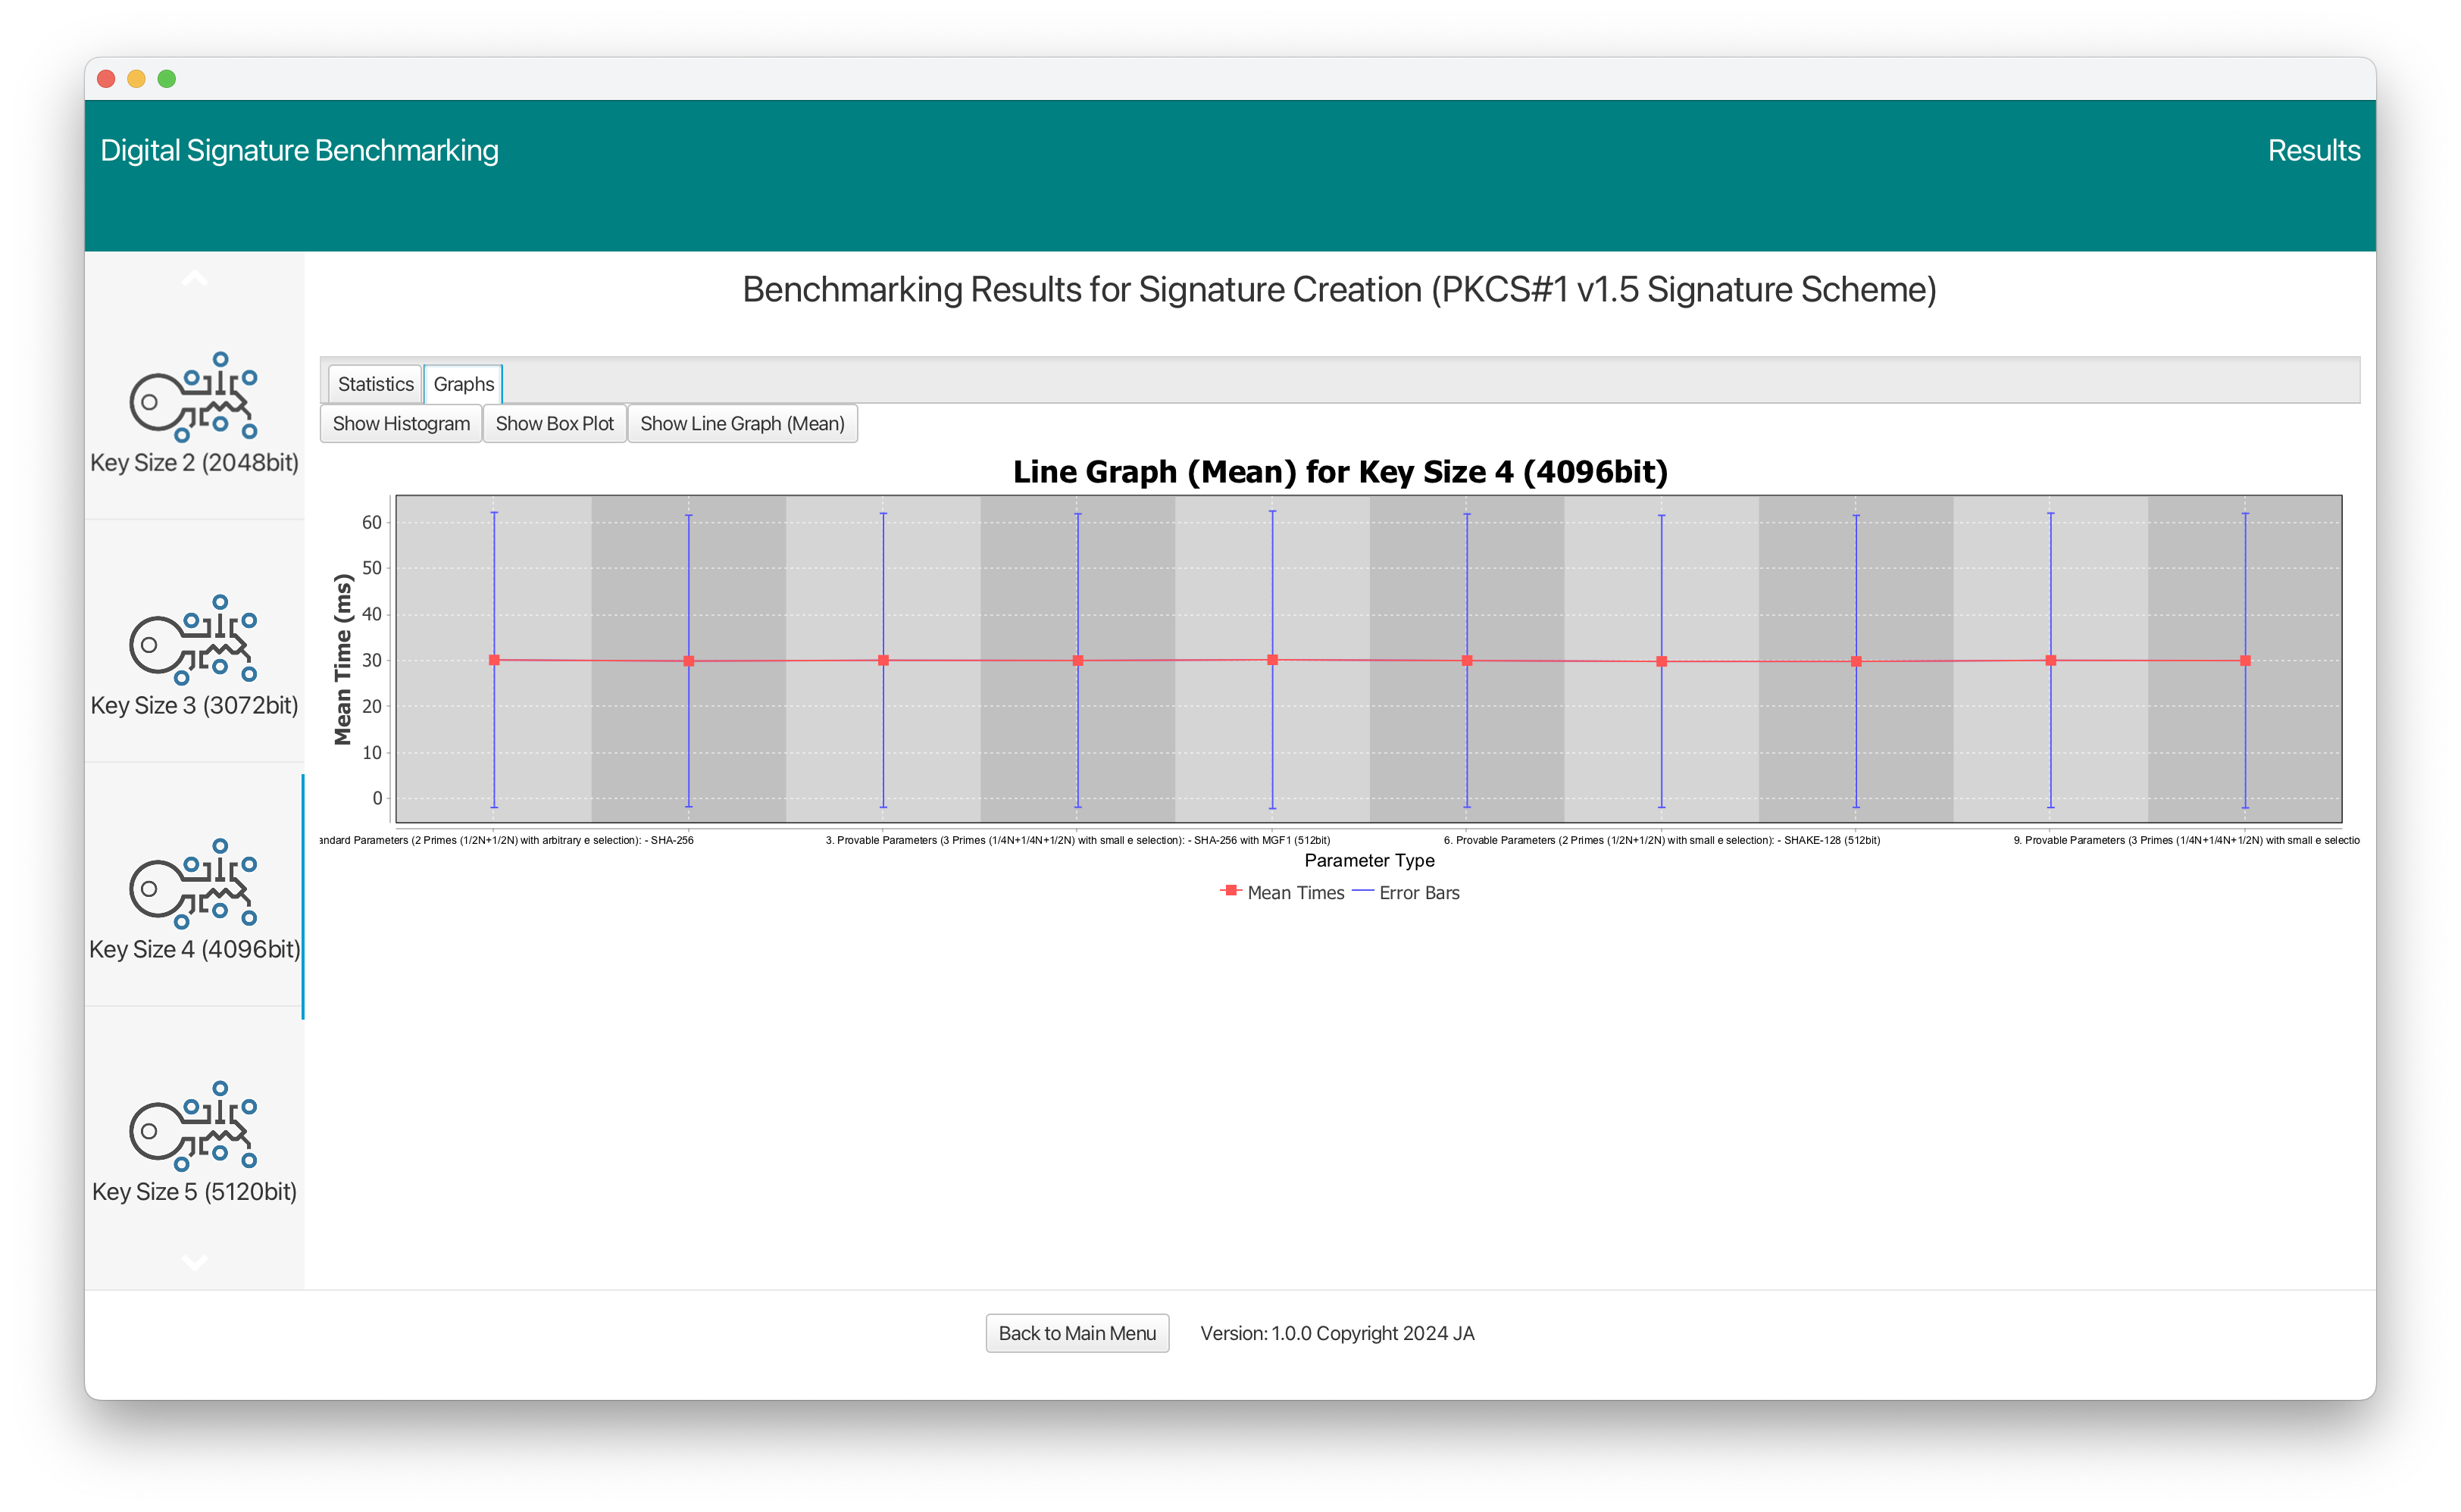 Digital Signature Benchmarking
Results
Benchmarking Results for Signature Creation (PKCS#1 v1.5 Signature Scheme)
Key Size 2 (2048bit)
Key Size 3 (3072bit)
Key Size 4 (4096bit)
Key Size 5 (5120bit)
Statistics
Graphs
Show Histogram
Show Box Plot
Show Line Graph (Mean)
Line Graph (Mean) for Key Size 4 (4096bit)
Mean Time (ms)
60
50
40
30
20
10
0
andard Parameters (2 Primes (1/2N+1/2N) with arbitrary e selection): - SHA-256
3. Provable Parameters (3 Primes (1/4N+1/4N+1/2N) with small e selection): - SHA-256 with MGF1 (512bit)
6. Provable Parameters (2 Primes (1/2N+1/2N) with small e selection): - SHAKE-128 (512bit)
9. Provable Parameters (3 Primes (1/4N+1/4N+1/2N) with small e selectio
Parameter Type
Mean Times
Error Bars
Back to Main Menu
Version: 1.0.0 Copyright 2024 JA